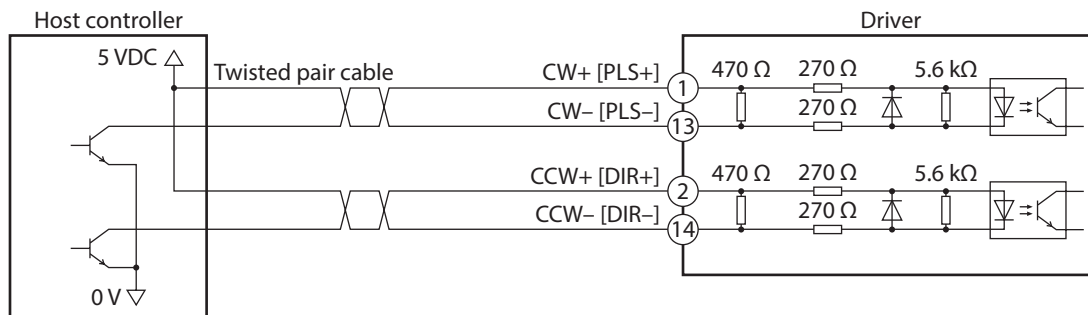 Host controller
Driver
5 VDC
Twisted pair cable
CW+ [PLS+]
1
470 Ω
270 Ω
5.6 kΩ
CW– [PLS–]
13
270 Ω
CCW+ [DIR+]
2
470 Ω
270 Ω
5.6 kΩ
CCW– [DIR–]
14
270 Ω
0 V